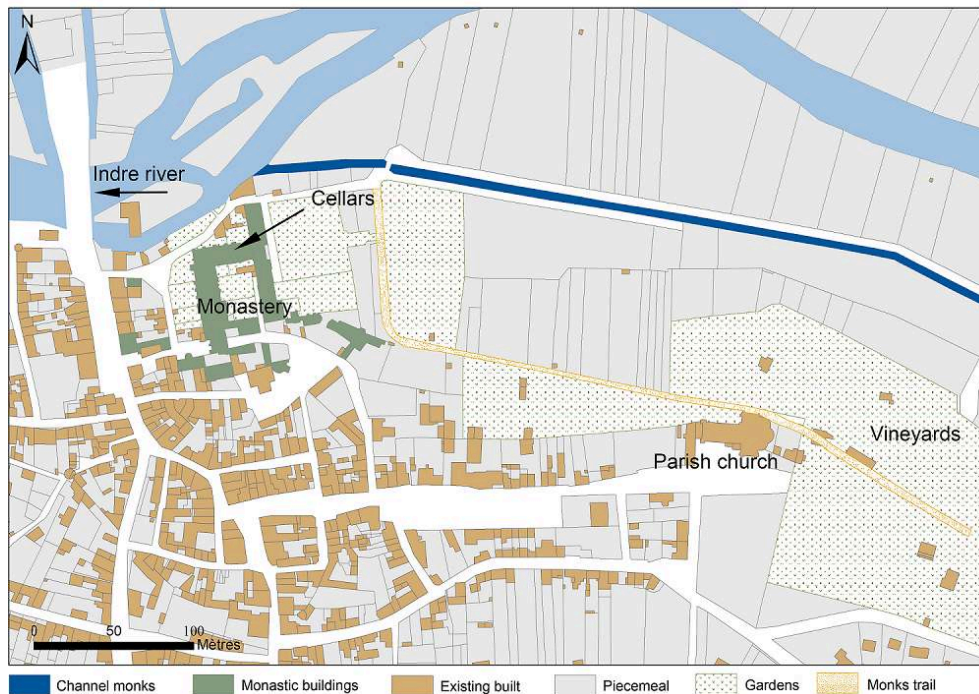 N
Indre river
Cellars
Monastery
Vineyards
Parish church
0 50 100
Mètres
Channel monks Monastic buildings Existing built Piecemeal Gardens Monks trail